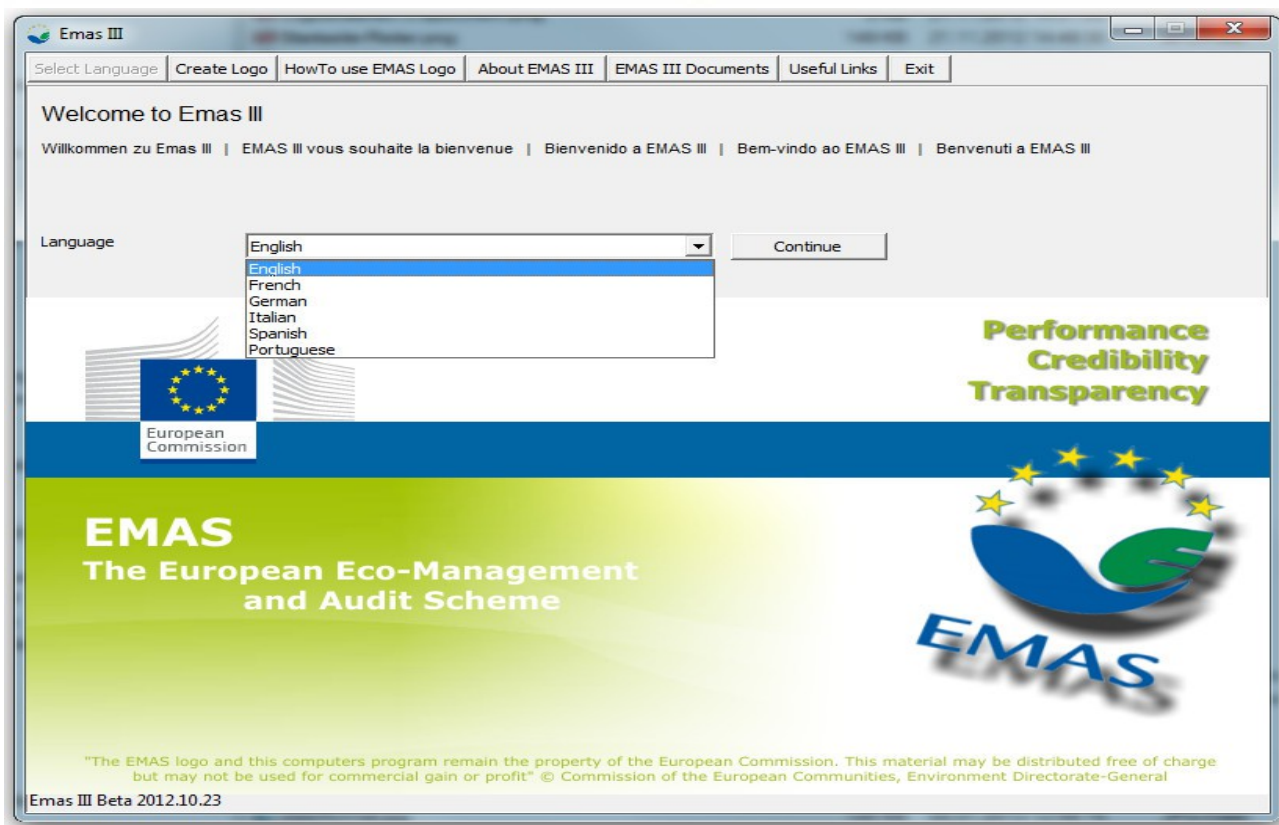 Emas III
Select Language Create Logo HowTo use EMAS Logo About EMAS III EMAS III Documents Useful Links Exit
Welcome to Emas III
Willkommen zu Emas III | EMAS III vous souhaite la bienvenue | Bienvenido a EMAS III | Bem-vindo ao EMAS III | Benvenuti a EMAS III
Language English Continue
English
French
German
Italian
Spanish
Portuguese
Performance
Credibility
Transparency
European
Commission
EMAS
The European Eco-Management
and Audit Scheme
EMAS
"The EMAS logo and this computers program remain the property of the European Commission. This material may be distributed free of charge
but may not be used for commercial gain or profit" © Commission of the European Communities, Environment Directorate-General
Emas III Beta 2012.10.23